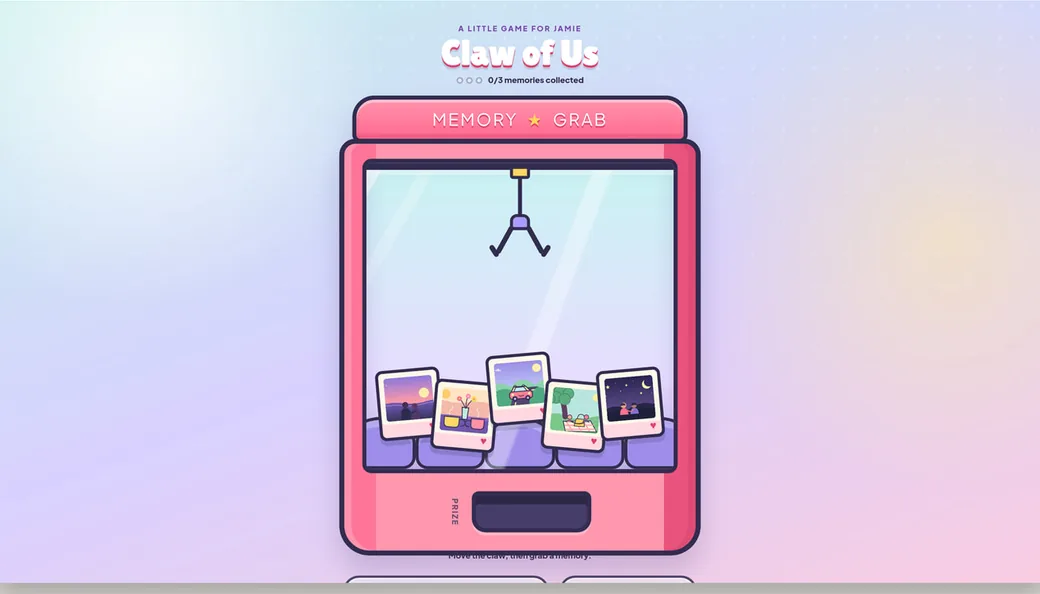 A LITTLE GAME FOR JAMIE
Claw of Us
0/3 memories collected
MEMORY ★ GRAB
PRIZE
Move the claw, then grab a memory.